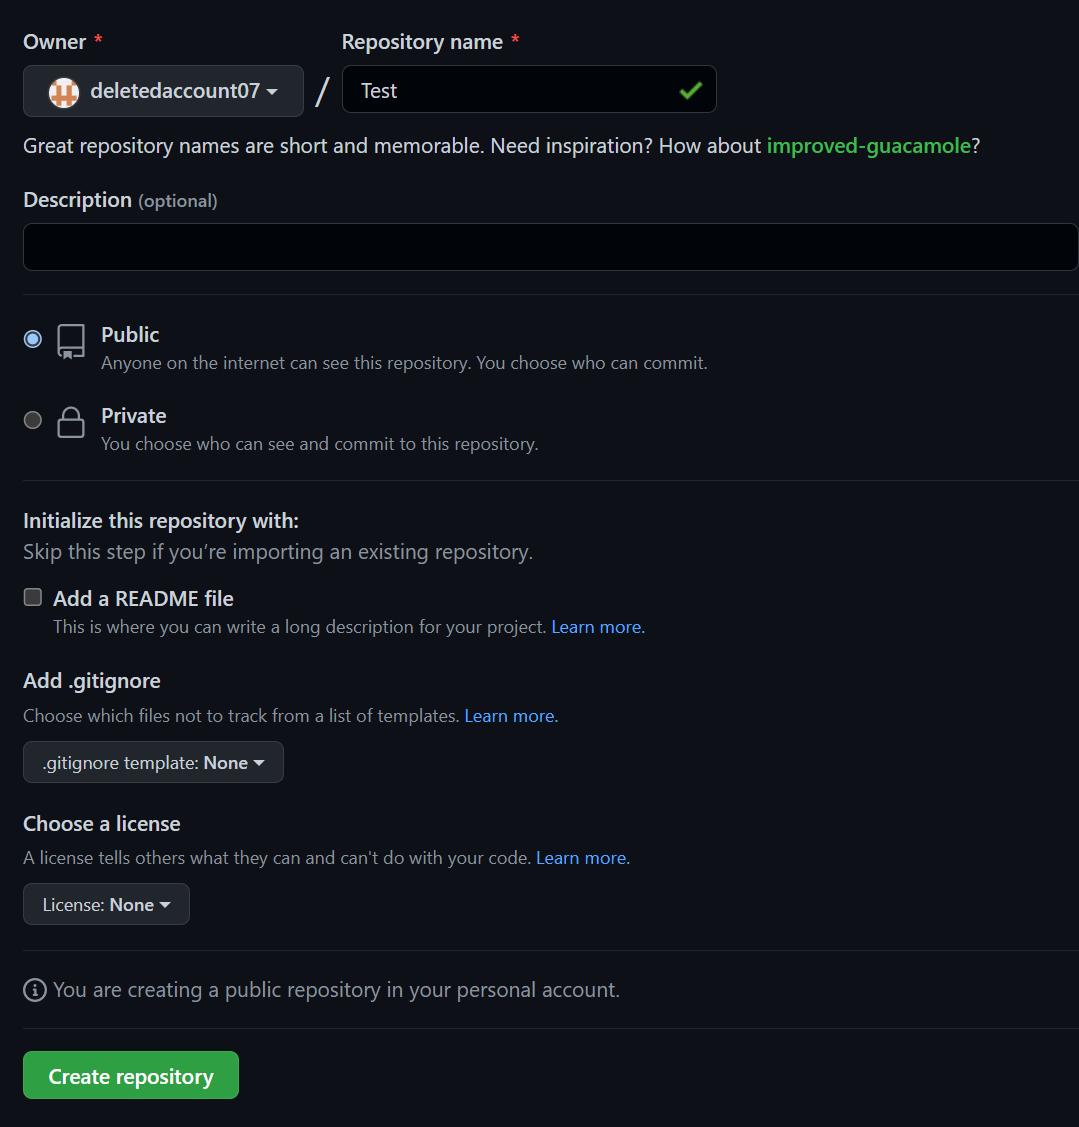 Owner * Repository name *
deletedaccount07 / Test
Great repository names are short and memorable. Need inspiration? How about improved-guacamole?
Description (optional)
Public
Anyone on the internet can see this repository. You choose who can commit.
Private
You choose who can see and commit to this repository.
Initialize this repository with:
Skip this step if you’re importing an existing repository.
Add a README file
This is where you can write a long description for your project. Learn more.
Add .gitignore
Choose which files not to track from a list of templates. Learn more.
.gitignore template: None
Choose a license
A license tells others what they can and can't do with your code. Learn more.
License: None
You are creating a public repository in your personal account.
Create repository